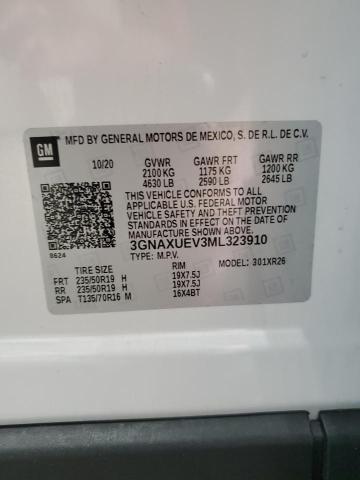 GM
MFD BY GENERAL MOTORS DE MEXICO, S. DE R.L. DE C.V.
10/20 GVWR GAWR FRT GAWR RR
2100 KG 1175 KG 1200 KG
4630 LB 2590 LB 2645 LB
THIS VEHICLE CONFORMS TO ALL
APPLICABLE U.S. FEDERAL MOTOR
VEHICLE SAFETY AND THEFT PREVENTION
STANDARDS IN EFFECT ON THE DATE OF
MANUFACTURE SHOWN ABOVE.
3GNAXUEV3ML323910
8624 TYPE: M.P.V. MODEL: 301XR26
TIRE SIZE RIM
FRT 235/50R19 H 19X7.5J
RR 235/50R19 H 19X7.5J
SPA T135/70R16 M 16X4BT